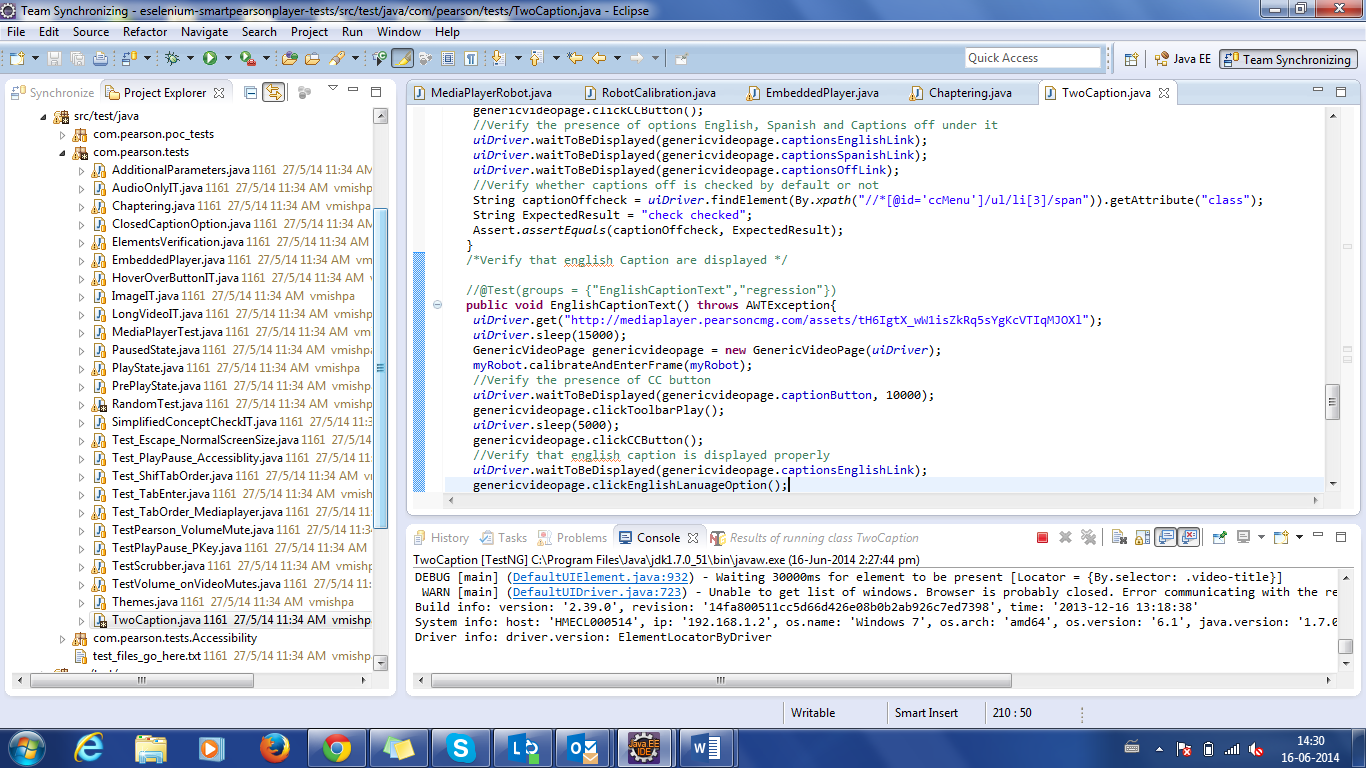 Team Synchronizing - eselenium-smartpearsonplayer-tests/src/test/java/com/pearson/tests/TwoCaption.java - Eclipse
File Edit Source Refactor Navigate Search Project Run Window Help
Quick Access
Java EE
Team Synchronizing
Synchronize
Project Explorer
src/test/java
com.pearson.poc_tests
com.pearson.tests
AdditionalParameters.java 1161 27/5/14 11:34 AM
AudioOnlyIT.java 1161 27/5/14 11:34 AM vmishpa
Chaptering.java 1161 27/5/14 11:34 AM vmishpa
ClosedCaptionOption.java 1161 27/5/14 11:34 AM
ElementsVerification.java 1161 27/5/14 11:34 AM
EmbeddedPlayer.java 1161 27/5/14 11:34 AM
HoverOverButtonIT.java 1161 27/5/14 11:34 AM
ImageIT.java 1161 27/5/14 11:34 AM vmishpa
LongVideoIT.java 1161 27/5/14 11:34 AM
MediaPlayerTest.java 1161 27/5/14 11:34 AM
PausedState.java 1161 27/5/14 11:34 AM vmishpa
PlayState.java 1161 27/5/14 11:34 AM vmishpa
PrePlayState.java 1161 27/5/14 11:34 AM vmishpa
RandomTest.java 1161 27/5/14 11:34 AM vmishpa
SimplifiedConceptCheckIT.java 1161 27/5/14
Test_Escape_NormalScreenSize.java 1161 27/5/14
Test_PlayPause_Accessiblity.java 1161 27/5/14
Test_ShifTabOrder.java 1161 27/5/14 11:34 AM
Test_TabEnter.java 1161 27/5/14 11:34 AM
Test_TabOrder_Mediaplayer.java 1161 27/5/14
TestPearson_VolumeMute.java 1161 27/5/14
TestPlayPause_PKey.java 1161 27/5/14 11:34 AM
TestScrubber.java 1161 27/5/14 11:34 AM
TestVolume_onVideoMutes.java 1161 27/5/14
Themes.java 1161 27/5/14 11:34 AM vmishpa
TwoCaption.java 1161 27/5/14 11:34 AM vmishp
com.pearson.tests.Accessibility
test_files_go_here.txt 1161 27/5/14 11:34 AM vmishp
MediaPlayerRobot.java
RobotCalibration.java
EmbeddedPlayer.java
Chaptering.java
TwoCaption.java
genericvideopage.clickCCButton();
//Verify the presence of options English, Spanish and Captions off under it
uiDriver.waitToBeDisplayed(genericvideopage.captionsEnglishLink);
uiDriver.waitToBeDisplayed(genericvideopage.captionsSpanishLink);
uiDriver.waitToBeDisplayed(genericvideopage.captionsOffLink);
//Verify whether captions off is checked by default or not
String captionOffcheck = uiDriver.findElement(By.xpath("//*[@id='ccMenu']/ul/li[3]/span")).getAttribute("class");
String ExpectedResult = "check checked";
Assert.assertEquals(captionOffcheck, ExpectedResult);
}
/*Verify that english Caption are displayed */
//@Test(groups = {"EnglishCaptionText","regression"})
public void EnglishCaptionText() throws AWTException{
uiDriver.get("http://mediaplayer.pearsoncmg.com/assets/tH6IgtX_wW1isZkRq5sYgKcVTIqMJOXl");
uiDriver.sleep(15000);
GenericVideoPage genericvideopage = new GenericVideoPage(uiDriver);
myRobot.calibrateAndEnterFrame(myRobot);
//Verify the presence of CC button
uiDriver.waitToBeDisplayed(genericvideopage.captionButton, 10000);
genericvideopage.clickToolbarPlay();
uiDriver.sleep(5000);
genericvideopage.clickCCButton();
//Verify that english caption is displayed properly
uiDriver.waitToBeDisplayed(genericvideopage.captionsEnglishLink);
genericvideopage.clickEnglishLanuageOption();
History Tasks Problems Console Results of running class TwoCaption
TwoCaption [TestNG] C:\Program Files\Java\jdk1.7.0_51\bin\javaw.exe (16-Jun-2014 2:27:44 pm)
DEBUG [main] (DefaultUIElement.java:932) - Waiting 30000ms for element to be present [Locator = {By.selector: .video-title}]
WARN [main] (DefaultUIDriver.java:723) - Unable to get list of windows. Browser is probably closed. Error communicating with the re
Build info: version: '2.39.0', revision: '14fa800511cc5d66d426e08b0b2ab926c7ed7398', time: '2013-12-16 13:18:38'
System info: host: 'HMECL000514', ip: '192.168.1.2', os.name: 'Windows 7', os.arch: 'amd64', os.version: '6.1', java.version: '1.7.0
Driver info: driver.version: ElementLocatorByDriver
Writable
Smart Insert
210 : 50
Java EE
IDE
14:30
16-06-2014